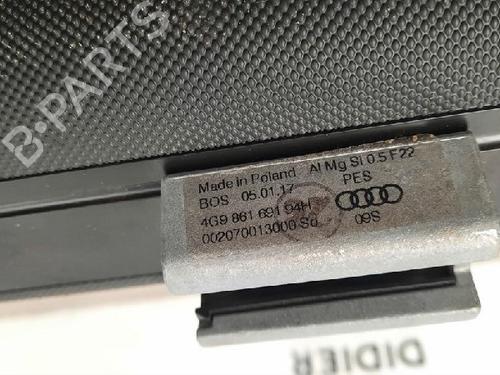 B-PARTS
Made in Poland Al Mg Si 0.5 F22
BOS 05.01.17 PES
4G9 861 691 94H
002070013000 Sd 09S
DIDIER